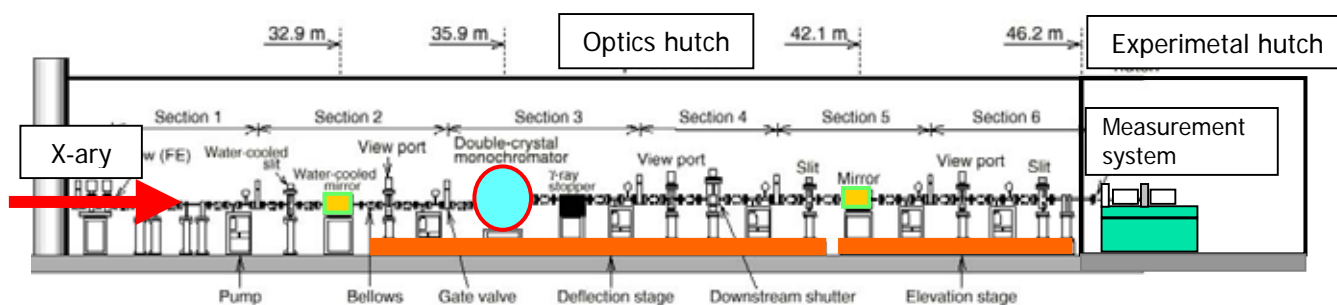 32.9 m
35.9 m
Optics hutch
42.1 m
46.2 m
Experimetal hutch
Section 1
Section 2
Section 3
Section 4
Section 5
Section 6
X-ary
(FE)
Water-cooled
slit
Water-cooled
mirror
View port
Double-crystal
monochromator
γ-ray
stopper
View port
Slit
Mirror
View port
Slit
Measurement
system
Pump
Bellows
Gate valve
Deflection stage
Downstream shutter
Elevation stage